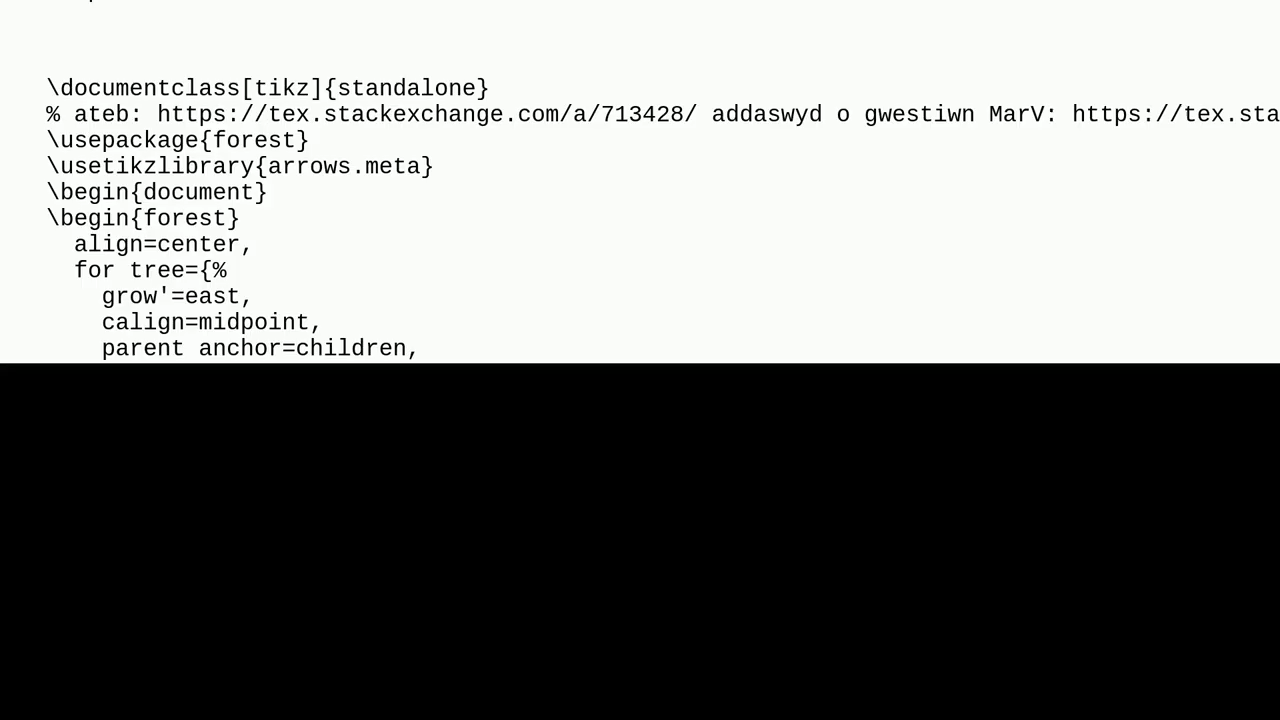 \documentclass[tikz]{standalone}
% ateb: https://tex.stackexchange.com/a/713428/ addaswyd o gwestiwn MarV: https://tex.sta
\usepackage{forest}
\usetikzlibrary{arrows.meta}
\begin{document}
\begin{forest}
  align=center,
  for tree={%
    grow'=east,
    calign=midpoint,
    parent anchor=children,